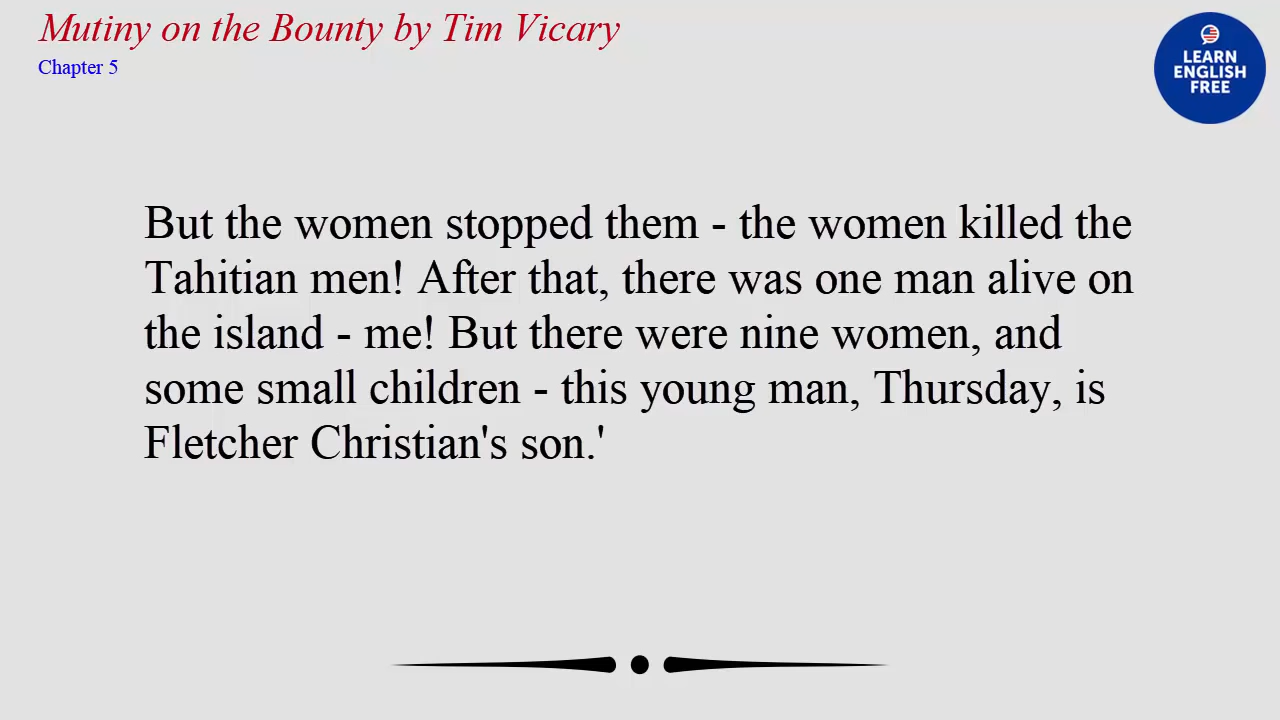 Mutiny on the Bounty by Tim Vicary
Chapter 5
LEARN
ENGLISH
FREE
But the women stopped them - the women killed the
Tahitian men! After that, there was one man alive on
the island - me! But there were nine women, and
some small children - this young man, Thursday, is
Fletcher Christian's son.'